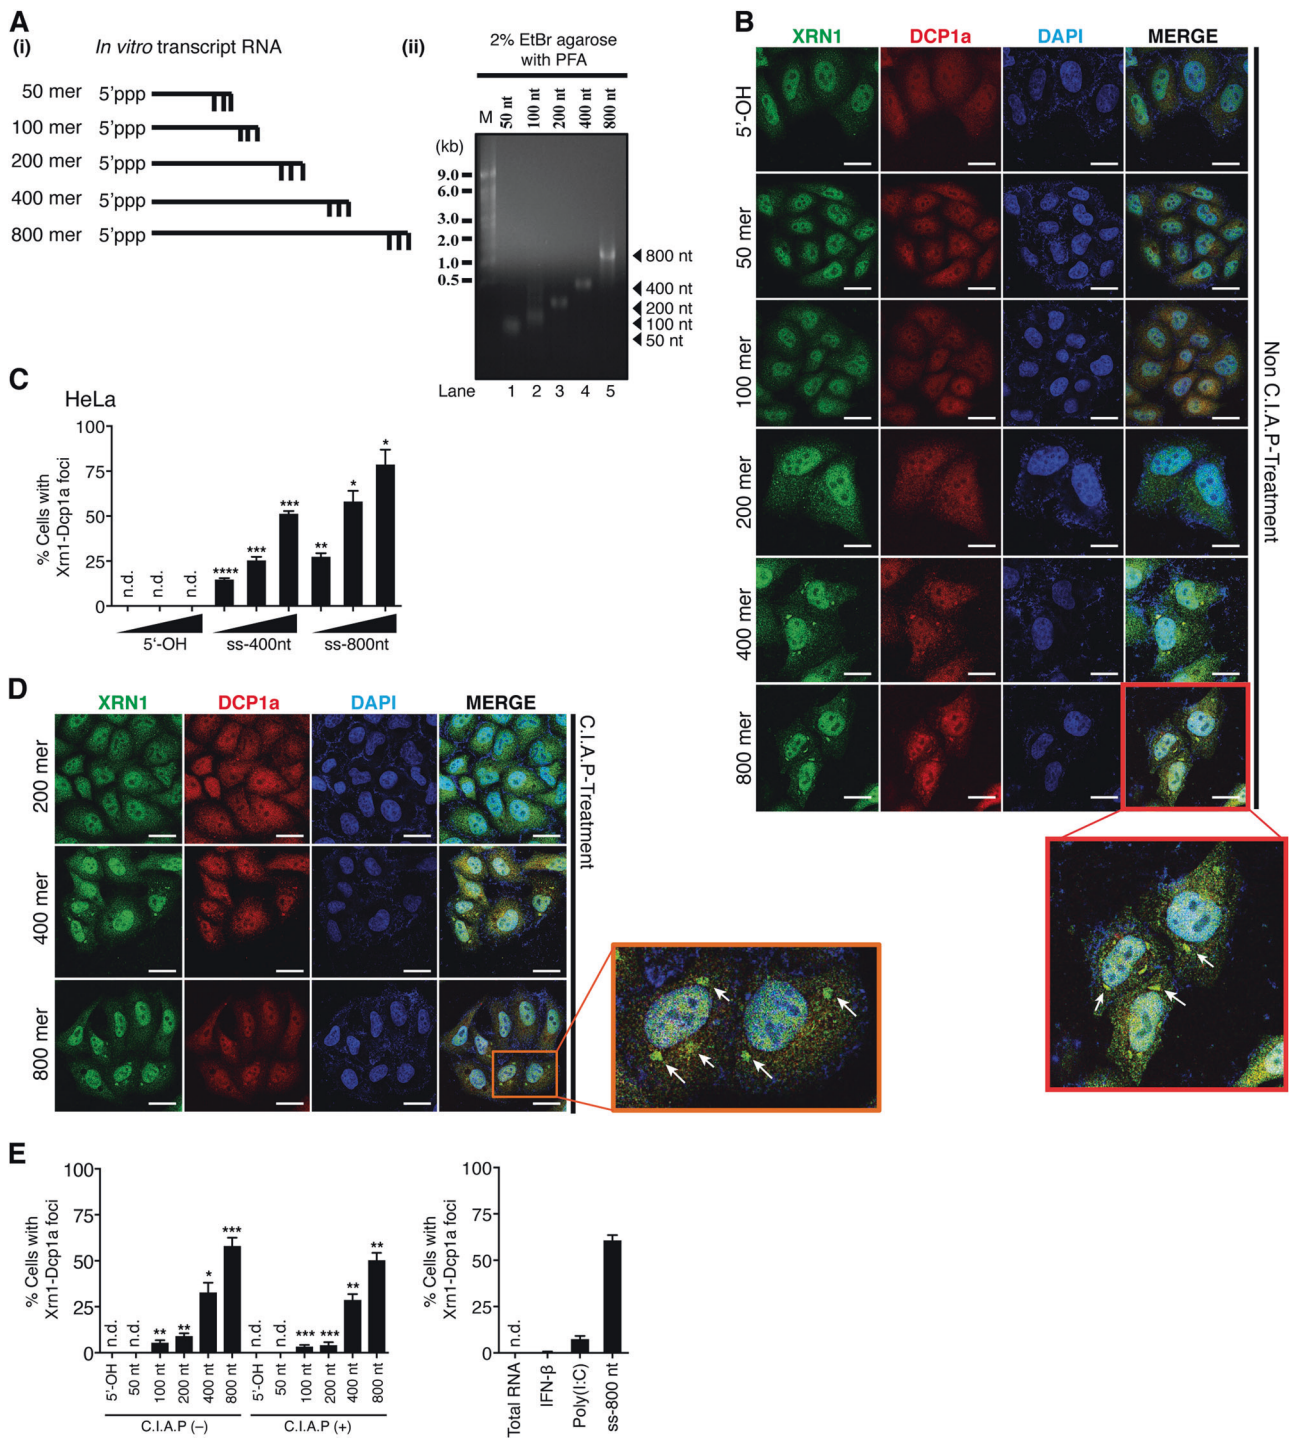 A
(i)
In vitro transcript RNA
50 mer 5'ppp
100 mer 5'ppp
200 mer 5'ppp
400 mer 5'ppp
800 mer 5'ppp
(ii)
2% EtBr agarose
with PFA
M 50 nt 100 nt 200 nt 400 nt 800 nt
(kb)
9.0
6.0
3.0
2.0
1.0
0.5
800 nt
400 nt
200 nt
100 nt
50 nt
Lane 1 2 3 4 5
B
XRN1 DCP1a DAPI MERGE
5'-OH
50 mer
100 mer
200 mer
400 mer
800 mer
Non C.I.A.P-Treatment
C
HeLa
% Cells with
Xrn1-Dcp1a foci
100
75
50
25
0
n.d. n.d. n.d. **** *** *** ** * *
5'-OH ss-400nt ss-800nt
D
XRN1 DCP1a DAPI MERGE
200 mer
400 mer
800 mer
C.I.A.P-Treatment
E
% Cells with
Xrn1-Dcp1a foci
100
75
50
25
0
n.d. n.d. ** ** * *** n.d. n.d. *** *** ** **
5'-OH 50 nt 100 nt 200 nt 400 nt 800 nt 5'-OH 50 nt 100 nt 200 nt 400 nt 800 nt
C.I.A.P (–) C.I.A.P (+)
% Cells with
Xrn1-Dcp1a foci
100
75
50
25
0
n.d.
Total RNA IFN-β Poly(I:C) ss-800 nt